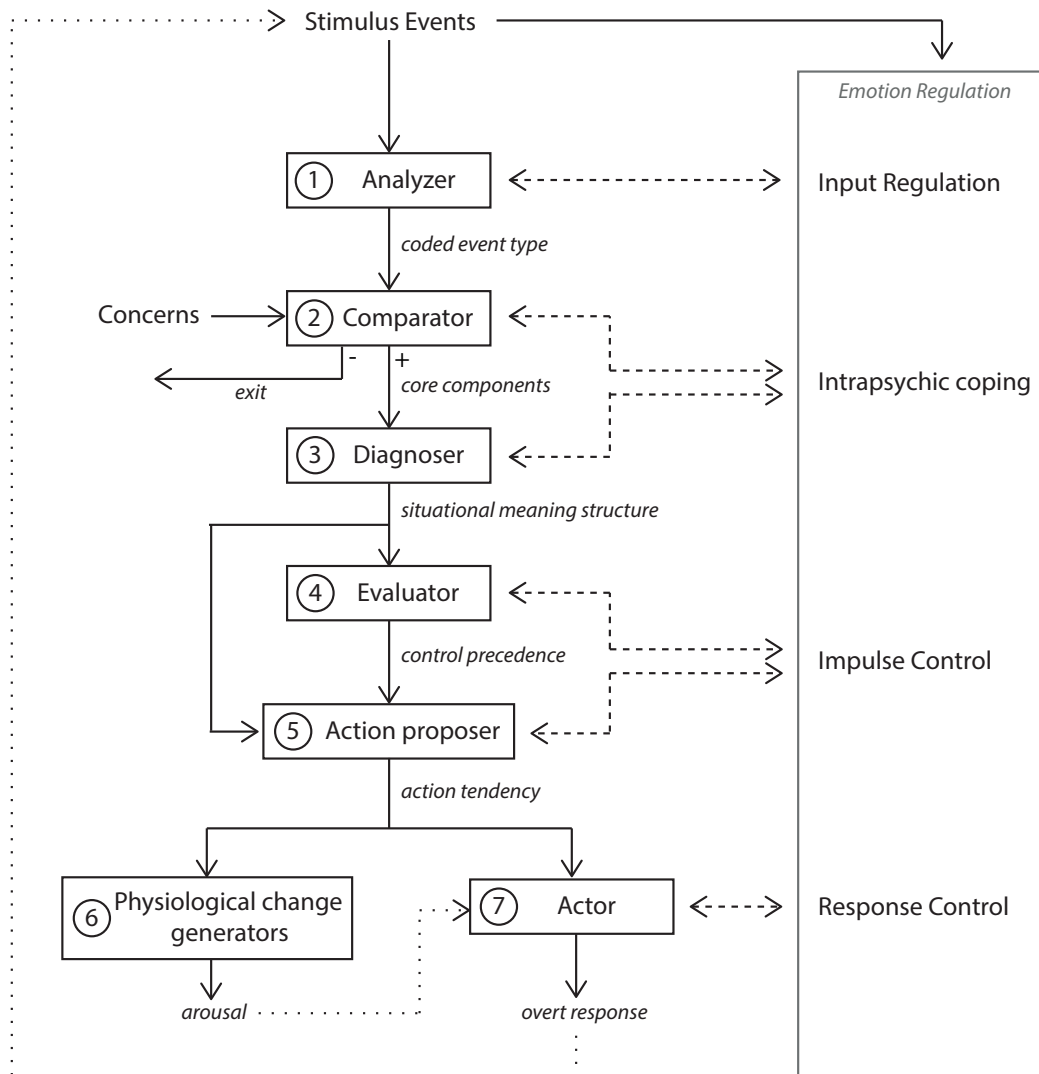 Stimulus Events
Emotion Regulation
1 Analyzer
Input Regulation
coded event type
Concerns
2 Comparator
- +
exit
core components
Intrapsychic coping
3 Diagnoser
situational meaning structure
4 Evaluator
control precedence
Impulse Control
5 Action proposer
action tendency
6 Physiological change
generators
7 Actor
Response Control
arousal
overt response